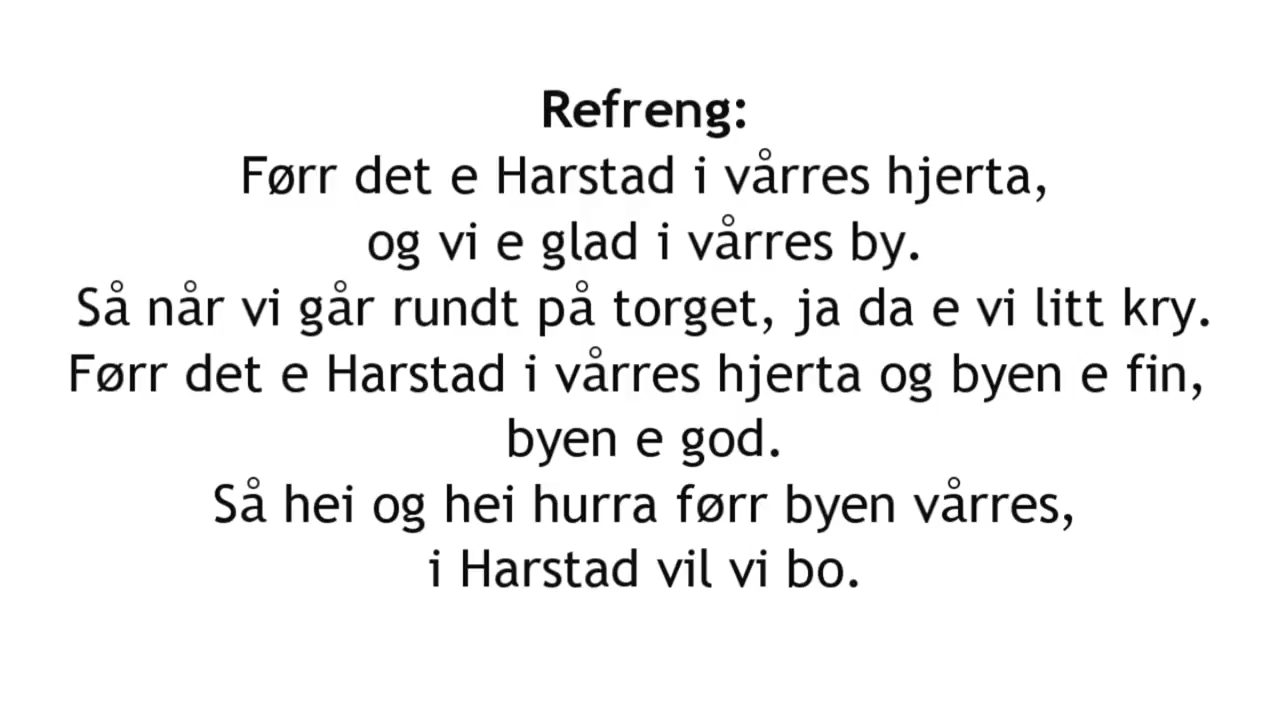 Refreng:
Førr det e Harstad i vårres hjerta,
og vi e glad i vårres by.
Så når vi går rundt på torget, ja da e vi litt kry.
Førr det e Harstad i vårres hjerta og byen e fin,
byen e god.
Så hei og hei hurra førr byen vårres,
i Harstad vil vi bo.